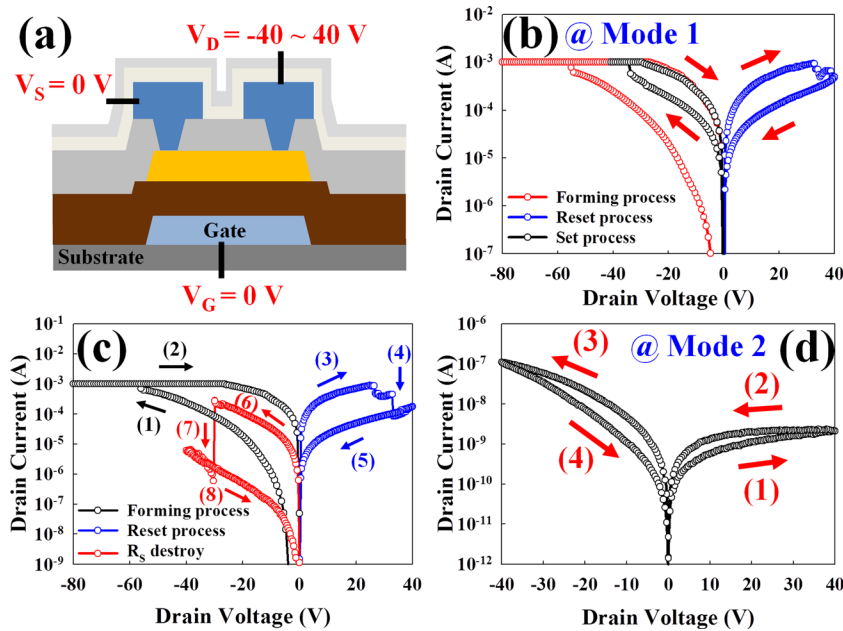 (a)
V_D = -40 ~ 40 V
V_S = 0 V
Gate
Substrate
V_G = 0 V
(b) @ Mode 1
Drain Current (A)
10^-2
10^-3
10^-4
10^-5
10^-6
10^-7
Forming process
Reset process
Set process
-80 -60 -40 -20 0 20 40
Drain Voltage (V)
(c)
Drain Current (A)
10^-1
10^-2
10^-3
10^-4
10^-5
10^-6
10^-7
10^-8
10^-9
(2)
(3)
(4)
(1)
(6)
(7)
(5)
(8)
Forming process
Reset process
R_S destroy
-80 -60 -40 -20 0 20 40
Drain Voltage (V)
@ Mode 2 (d)
Drain Current (A)
10^-6
10^-7
10^-8
10^-9
10^-10
10^-11
10^-12
(3)
(2)
(4)
(1)
-40 -30 -20 -10 0 10 20 30 40
Drain Voltage (V)